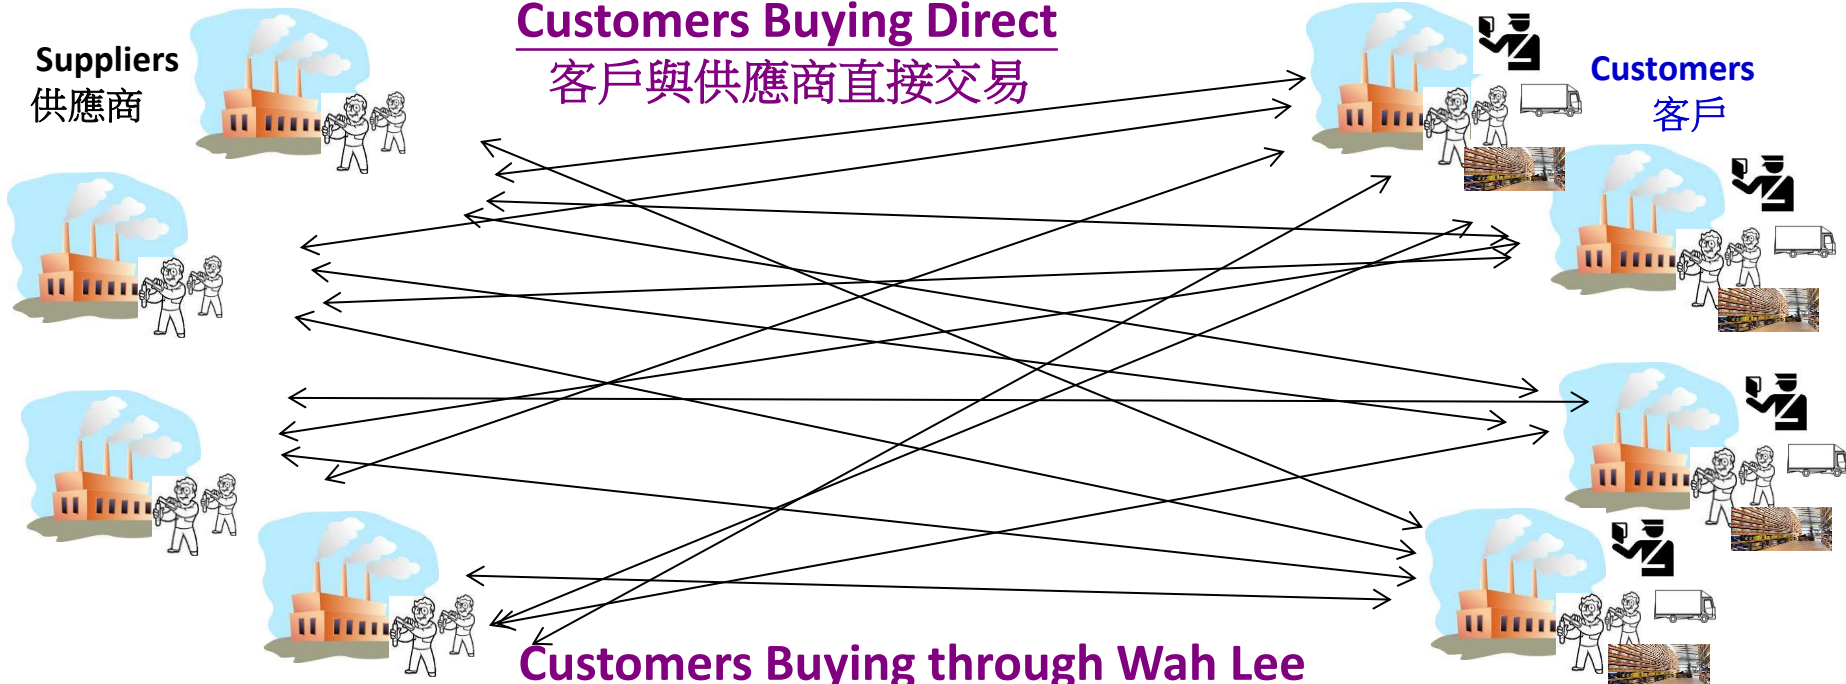 Customers Buying Direct
客戶與供應商直接交易
Suppliers
供應商
Customers
客戶
Customers Buying through Wah Lee